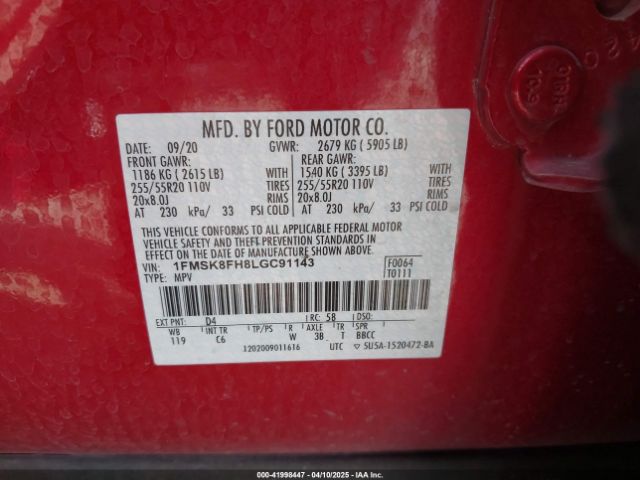 MFD. BY FORD MOTOR CO.
DATE: 09/20 GVWR: 2679 KG ( 5905 LB)
FRONT GAWR: REAR GAWR:
1186 KG ( 2615 LB) WITH 1540 KG ( 3395 LB) WITH
255/55R20 110V TIRES 255/55R20 110V TIRES
20x8.0J RIMS 20x8.0J RIMS
AT 230 kPa/ 33 PSI COLD AT 230 kPa/ 33 PSI COLD
THIS VEHICLE CONFORMS TO ALL APPLICABLE FEDERAL MOTOR
VEHICLE SAFETY AND THEFT PREVENTION STANDARDS IN
EFFECT ON THE DATE OF MANUFACTURE SHOWN ABOVE.
VIN: 1FMSK8FH8LGC91143 F0064
TYPE: MPV T0111
EXT PNT: D4 RC: 58 DSO:
WB INT TR TP/PS R AXLE TR SPR
119 C6 W 3B T BBCC
1202009011616 UTC 5U5A-1520472-BA
000-41998447 - 04/10/2025 - IAAI.CA